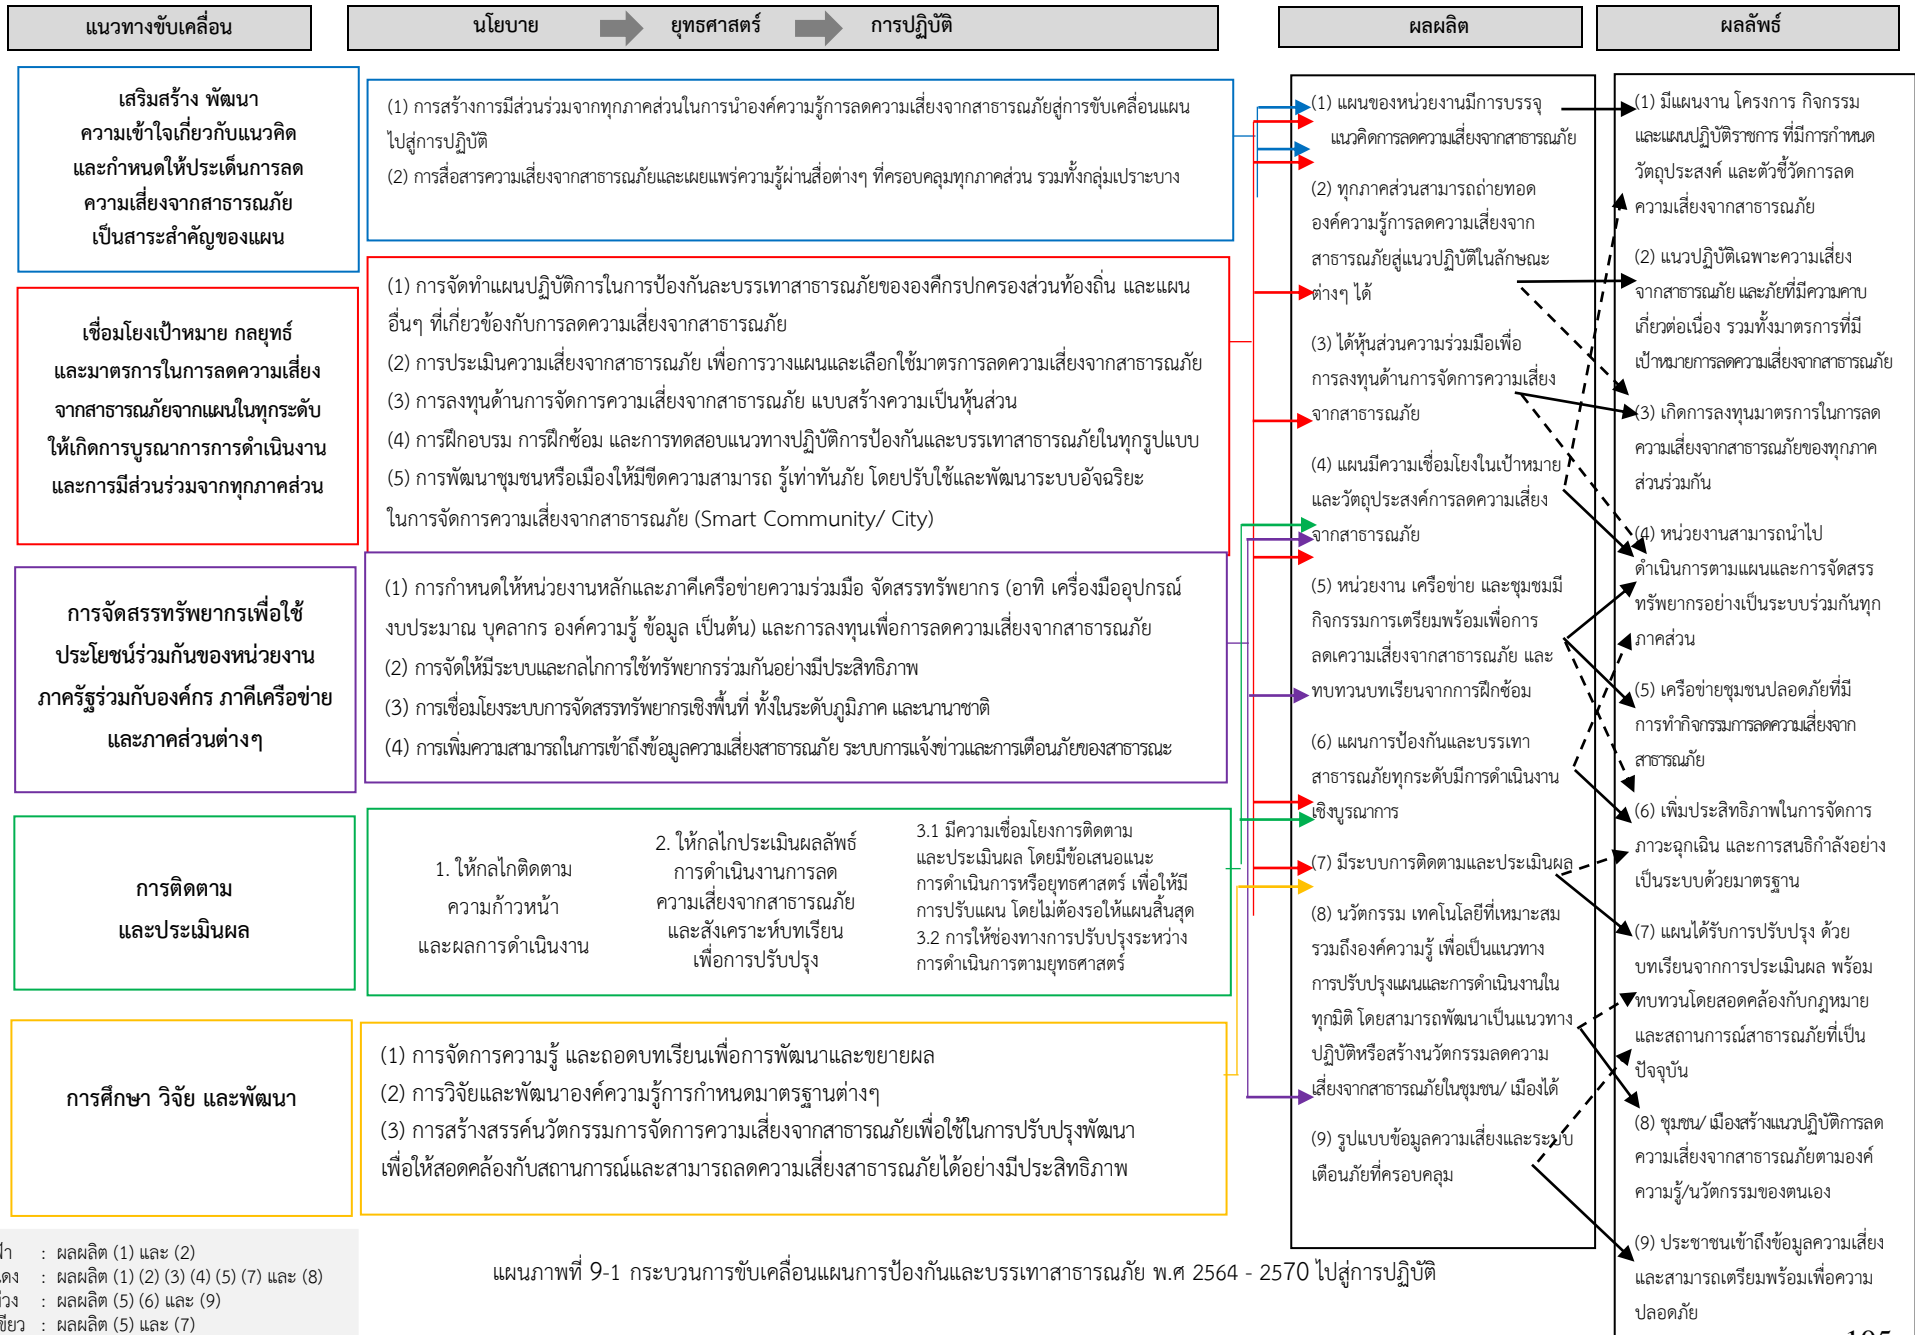 แนวทางขับเคลื่อน
นโยบาย
ยุทธศาสตร์
การปฏิบัติ
ผลผลิต
ผลลัพธ์
เสริมสร้าง พัฒนา
ความเข้าใจเกี่ยวกับแนวคิด
และกำหนดให้ประเด็นการลด
ความเสี่ยงจากสาธารณภัย
เป็นสาระสำคัญของแผน
(1) การสร้างการมีส่วนร่วมจากทุกภาคส่วนในการนำองค์ความรู้การลดความเสี่ยงจากสาธารณภัยสู่การขับเคลื่อนแผน
ไปสู่การปฏิบัติ
(2) การสื่อสารความเสี่ยงจากสาธารณภัยและเผยแพร่ความรู้ผ่านสื่อต่างๆ ที่ครอบคลุมทุกภาคส่วน รวมทั้งกลุ่มเปราะบาง
เชื่อมโยงเป้าหมาย กลยุทธ์
และมาตรการในการลดความเสี่ยง
จากสาธารณภัยจากแผนในทุกระดับ
ให้เกิดการบูรณาการการดำเนินงาน
และการมีส่วนร่วมจากทุกภาคส่วน
(1) การจัดทำแผนปฏิบัติการในการป้องกันละบรรเทาสาธารณภัยขององค์กรปกครองส่วนท้องถิ่น และแผน
อื่นๆ ที่เกี่ยวข้องกับการลดความเสี่ยงจากสาธารณภัย
(2) การประเมินความเสี่ยงจากสาธารณภัย เพื่อการวางแผนและเลือกใช้มาตรการลดความเสี่ยงจากสาธารณภัย
(3) การลงทุนด้านการจัดการความเสี่ยงจากสาธารณภัย แบบสร้างความเป็นหุ้นส่วน
(4) การฝึกอบรม การฝึกซ้อม และการทดสอบแนวทางปฏิบัติการป้องกันและบรรเทาสาธารณภัยในทุกรูปแบบ
(5) การพัฒนาชุมชนหรือเมืองให้มีขีดความสามารถ รู้เท่าทันภัย โดยปรับใช้และพัฒนาระบบอัจฉริยะ
ในการจัดการความเสี่ยงจากสาธารณภัย (Smart Community/ City)
การจัดสรรทรัพยากรเพื่อใช้
ประโยชน์ร่วมกันของหน่วยงาน
ภาครัฐร่วมกับองค์กร ภาคีเครือข่าย
และภาคส่วนต่างๆ
(1) การกำหนดให้หน่วยงานหลักและภาคีเครือข่ายความร่วมมือ จัดสรรทรัพยากร (อาทิ เครื่องมืออุปกรณ์
งบประมาณ บุคลากร องค์ความรู้ ข้อมูล เป็นต้น) และการลงทุนเพื่อการลดความเสี่ยงจากสาธารณภัย
(2) การจัดให้มีระบบและกลไกการใช้ทรัพยากรร่วมกันอย่างมีประสิทธิภาพ
(3) การเชื่อมโยงระบบการจัดสรรทรัพยากรเชิงพื้นที่ ทั้งในระดับภูมิภาค และนานาชาติ
(4) การเพิ่มความสามารถในการเข้าถึงข้อมูลความเสี่ยงสาธารณภัย ระบบการแจ้งข่าวและการเตือนภัยของสาธารณะ
การติดตาม
และประเมินผล
1. ให้กลไกติดตาม
ความก้าวหน้า
และผลการดำเนินงาน
2. ให้กลไกประเมินผลลัพธ์
การดำเนินงานการลด
ความเสี่ยงจากสาธารณภัย
และสังเคราะห์บทเรียน
เพื่อการปรับปรุง
3.1 มีความเชื่อมโยงการติดตาม
และประเมินผล โดยมีข้อเสนอแนะ
การดำเนินการหรือยุทธศาสตร์ เพื่อให้มี
การปรับแผน โดยไม่ต้องรอให้แผนสิ้นสุด
3.2 การให้ช่องทางการปรับปรุงระหว่าง
การดำเนินการตามยุทธศาสตร์
การศึกษา วิจัย และพัฒนา
(1) การจัดการความรู้ และถอดบทเรียนเพื่อการพัฒนาและขยายผล
(2) การวิจัยและพัฒนาองค์ความรู้การกำหนดมาตรฐานต่างๆ
(3) การสร้างสรรค์นวัตกรรมการจัดการความเสี่ยงจากสาธารณภัยเพื่อใช้ในการปรับปรุงพัฒนา
เพื่อให้สอดคล้องกับสถานการณ์และสามารถลดความเสี่ยงสาธารณภัยได้อย่างมีประสิทธิภาพ
(1) แผนของหน่วยงานมีการบรรจุ
แนวคิดการลดความเสี่ยงจากสาธารณภัย
(2) ทุกภาคส่วนสามารถถ่ายทอด
องค์ความรู้การลดความเสี่ยงจาก
สาธารณภัยสู่แนวปฏิบัติในลักษณะ
ต่างๆ ได้
(3) ได้หุ้นส่วนความร่วมมือเพื่อ
การลงทุนด้านการจัดการความเสี่ยง
จากสาธารณภัย
(4) แผนมีความเชื่อมโยงในเป้าหมาย
และวัตถุประสงค์การลดความเสี่ยง
จากสาธารณภัย
(5) หน่วยงาน เครือข่าย และชุมชนมี
กิจกรรมการเตรียมพร้อมเพื่อการ
ลดเความเสี่ยงจากสาธารณภัย และ
ทบทวนบทเรียนจากการฝึกซ้อม
(6) แผนการป้องกันและบรรเทา
สาธารณภัยทุกระดับมีการดำเนินงาน
เชิงบูรณาการ
(7) มีระบบการติดตามและประเมินผล
(8) นวัตกรรม เทคโนโลยีที่เหมาะสม
รวมถึงองค์ความรู้ เพื่อเป็นแนวทาง
การปรับปรุงแผนและการดำเนินงานใน
ทุกมิติ โดยสามารถพัฒนาเป็นแนวทาง
ปฏิบัติหรือสร้างนวัตกรรมลดความ
เสี่ยงจากสาธารณภัยในชุมชน/ เมืองได้
(9) รูปแบบข้อมูลความเสี่ยงและระบบ
เตือนภัยที่ครอบคลุม
(1) มีแผนงาน โครงการ กิจกรรม
และแผนปฏิบัติราชการ ที่มีการกำหนด
วัตถุประสงค์ และตัวชี้วัดการลด
ความเสี่ยงจากสาธารณภัย
(2) แนวปฏิบัติเฉพาะความเสี่ยง
จากสาธารณภัย และภัยที่มีความคาบ
เกี่ยวต่อเนื่อง รวมทั้งมาตรการที่มี
เป้าหมายการลดความเสี่ยงจากสาธารณภัย
(3) เกิดการลงทุนมาตรการในการลด
ความเสี่ยงจากสาธารณภัยของทุกภาค
ส่วนร่วมกัน
(4) หน่วยงานสามารถนำไป
ดำเนินการตามแผนและการจัดสรร
ทรัพยากรอย่างเป็นระบบร่วมกันทุก
ภาคส่วน
(5) เครือข่ายชุมชนปลอดภัยที่มี
การทำกิจกรรมการลดความเสี่ยงจาก
สาธารณภัย
(6) เพิ่มประสิทธิภาพในการจัดการ
ภาวะฉุกเฉิน และการสนธิกำลังอย่าง
เป็นระบบด้วยมาตรฐาน
(7) แผนได้รับการปรับปรุง ด้วย
บทเรียนจากการประเมินผล พร้อม
ทบทวนโดยสอดคล้องกับกฎหมาย
และสถานการณ์สาธารณภัยที่เป็น
ปัจจุบัน
(8) ชุมชน/ เมืองสร้างแนวปฏิบัติการลด
ความเสี่ยงจากสาธารณภัยตามองค์
ความรู้/นวัตกรรมของตนเอง
(9) ประชาชนเข้าถึงข้อมูลความเสี่ยง
และสามารถเตรียมพร้อมเพื่อความ
ปลอดภัย
: ผลผลิต (1) และ (2)
: ผลผลิต (1) (2) (3) (4) (5) (7) และ (8)
: ผลผลิต (5) (6) และ (9)
: ผลผลิต (5) และ (7)
แผนภาพที่ 9-1 กระบวนการขับเคลื่อนแผนการป้องกันและบรรเทาสาธารณภัย พ.ศ 2564 - 2570 ไปสู่การปฏิบัติ